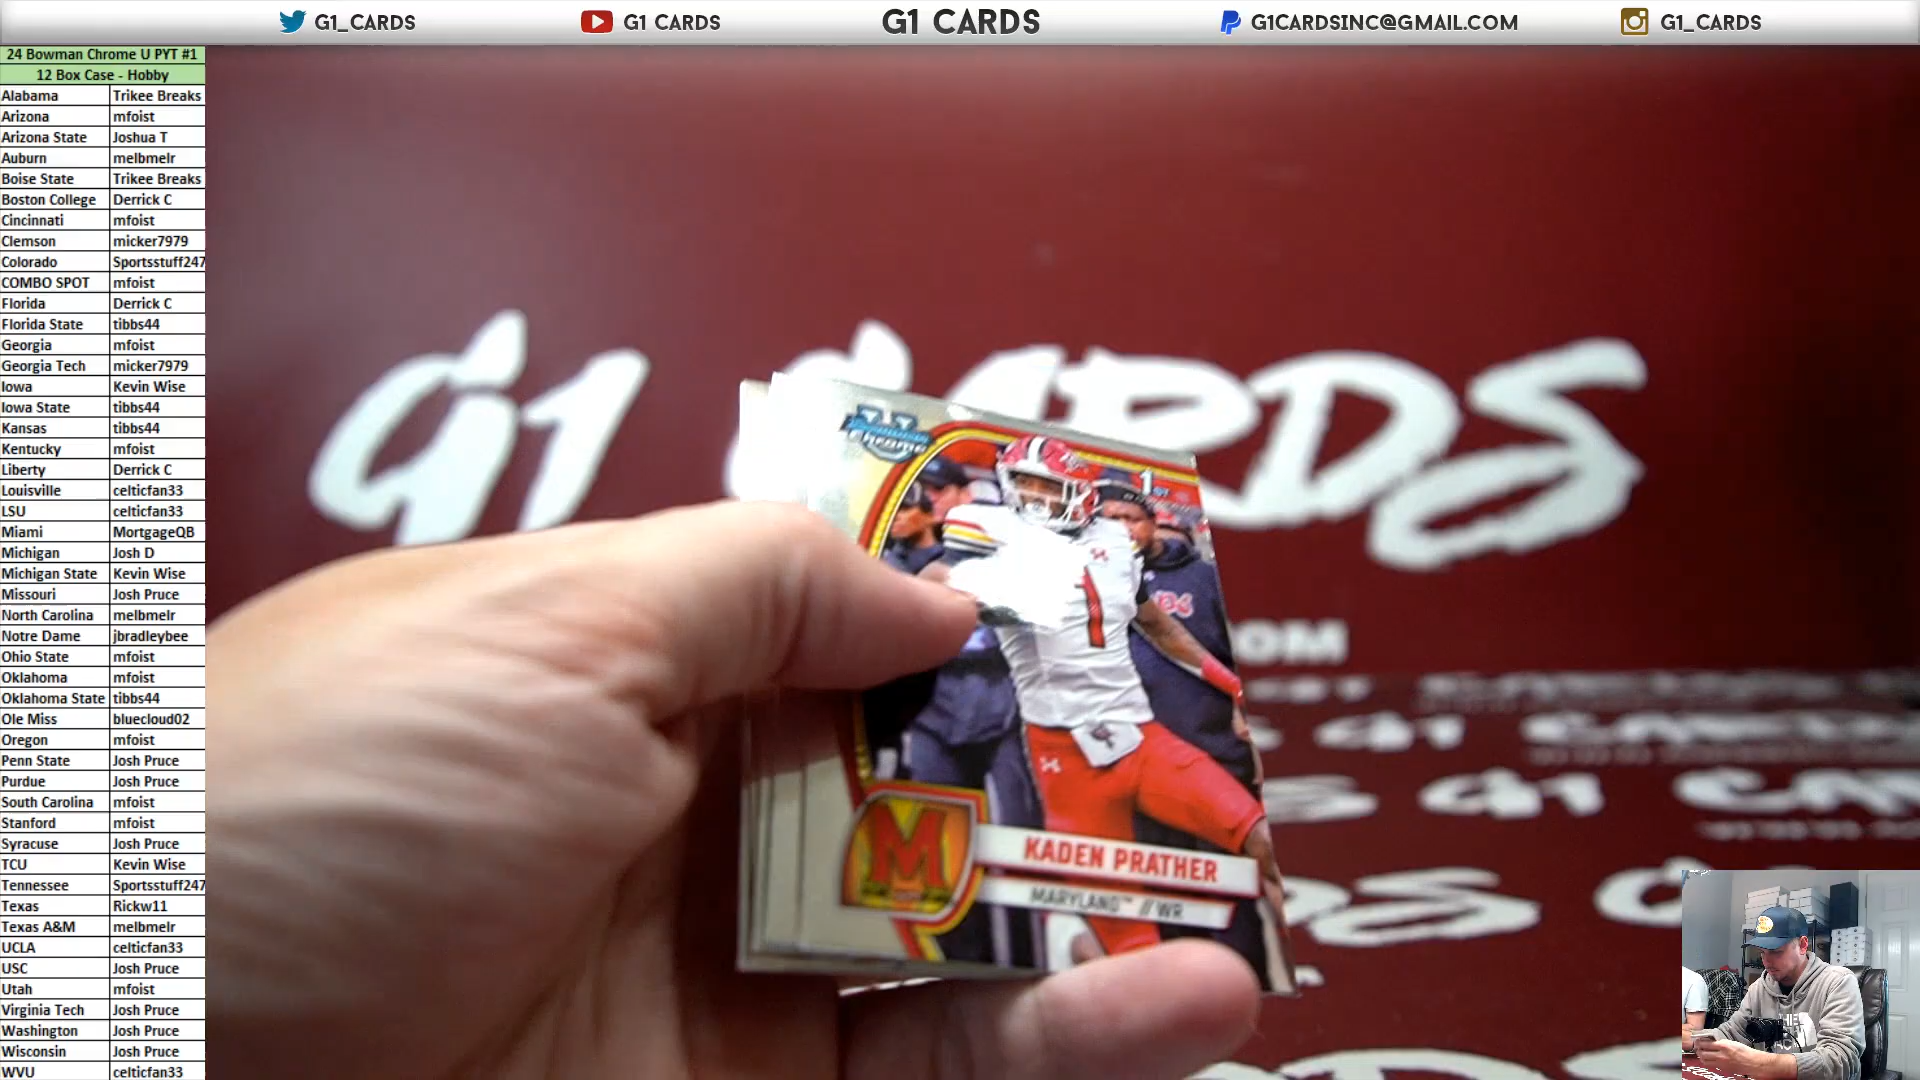 G1_CARDS
G1 CARDS
G1 CARDS
G1CARDSINC@GMAIL.COM
G1_CARDS
24 Bowman Chrome U PYT #1
12 Box Case - Hobby
Alabama Trikee Breaks
Arizona mfoist
Arizona State Joshua T
Auburn melbmelr
Boise State Trikee Breaks
Boston College Derrick C
Cincinnati mfoist
Clemson micker7979
Colorado Sportsstuff247
COMBO SPOT mfoist
Florida Derrick C
Florida State tibbs44
Georgia mfoist
Georgia Tech micker7979
Iowa Kevin Wise
Iowa State tibbs44
Kansas tibbs44
Kentucky mfoist
Liberty Derrick C
Louisville celticfan33
LSU celticfan33
Miami MortgageQB
Michigan Josh D
Michigan State Kevin Wise
Missouri Josh Pruce
North Carolina melbmelr
Notre Dame jbradleybee
Ohio State mfoist
Oklahoma mfoist
Oklahoma State tibbs44
Ole Miss bluecloud02
Oregon mfoist
Penn State Josh Pruce
Purdue Josh Pruce
South Carolina mfoist
Stanford mfoist
Syracuse Josh Pruce
TCU Kevin Wise
Tennessee Sportsstuff247
Texas Rickw11
Texas A&M melbmelr
UCLA celticfan33
USC Josh Pruce
Utah mfoist
Virginia Tech Josh Pruce
Washington Josh Pruce
Wisconsin Josh Pruce
WVU celticfan33
G1 CARDS
Chrome
1ST
1
M
KADEN PRATHER
MARYLAND™ // WR